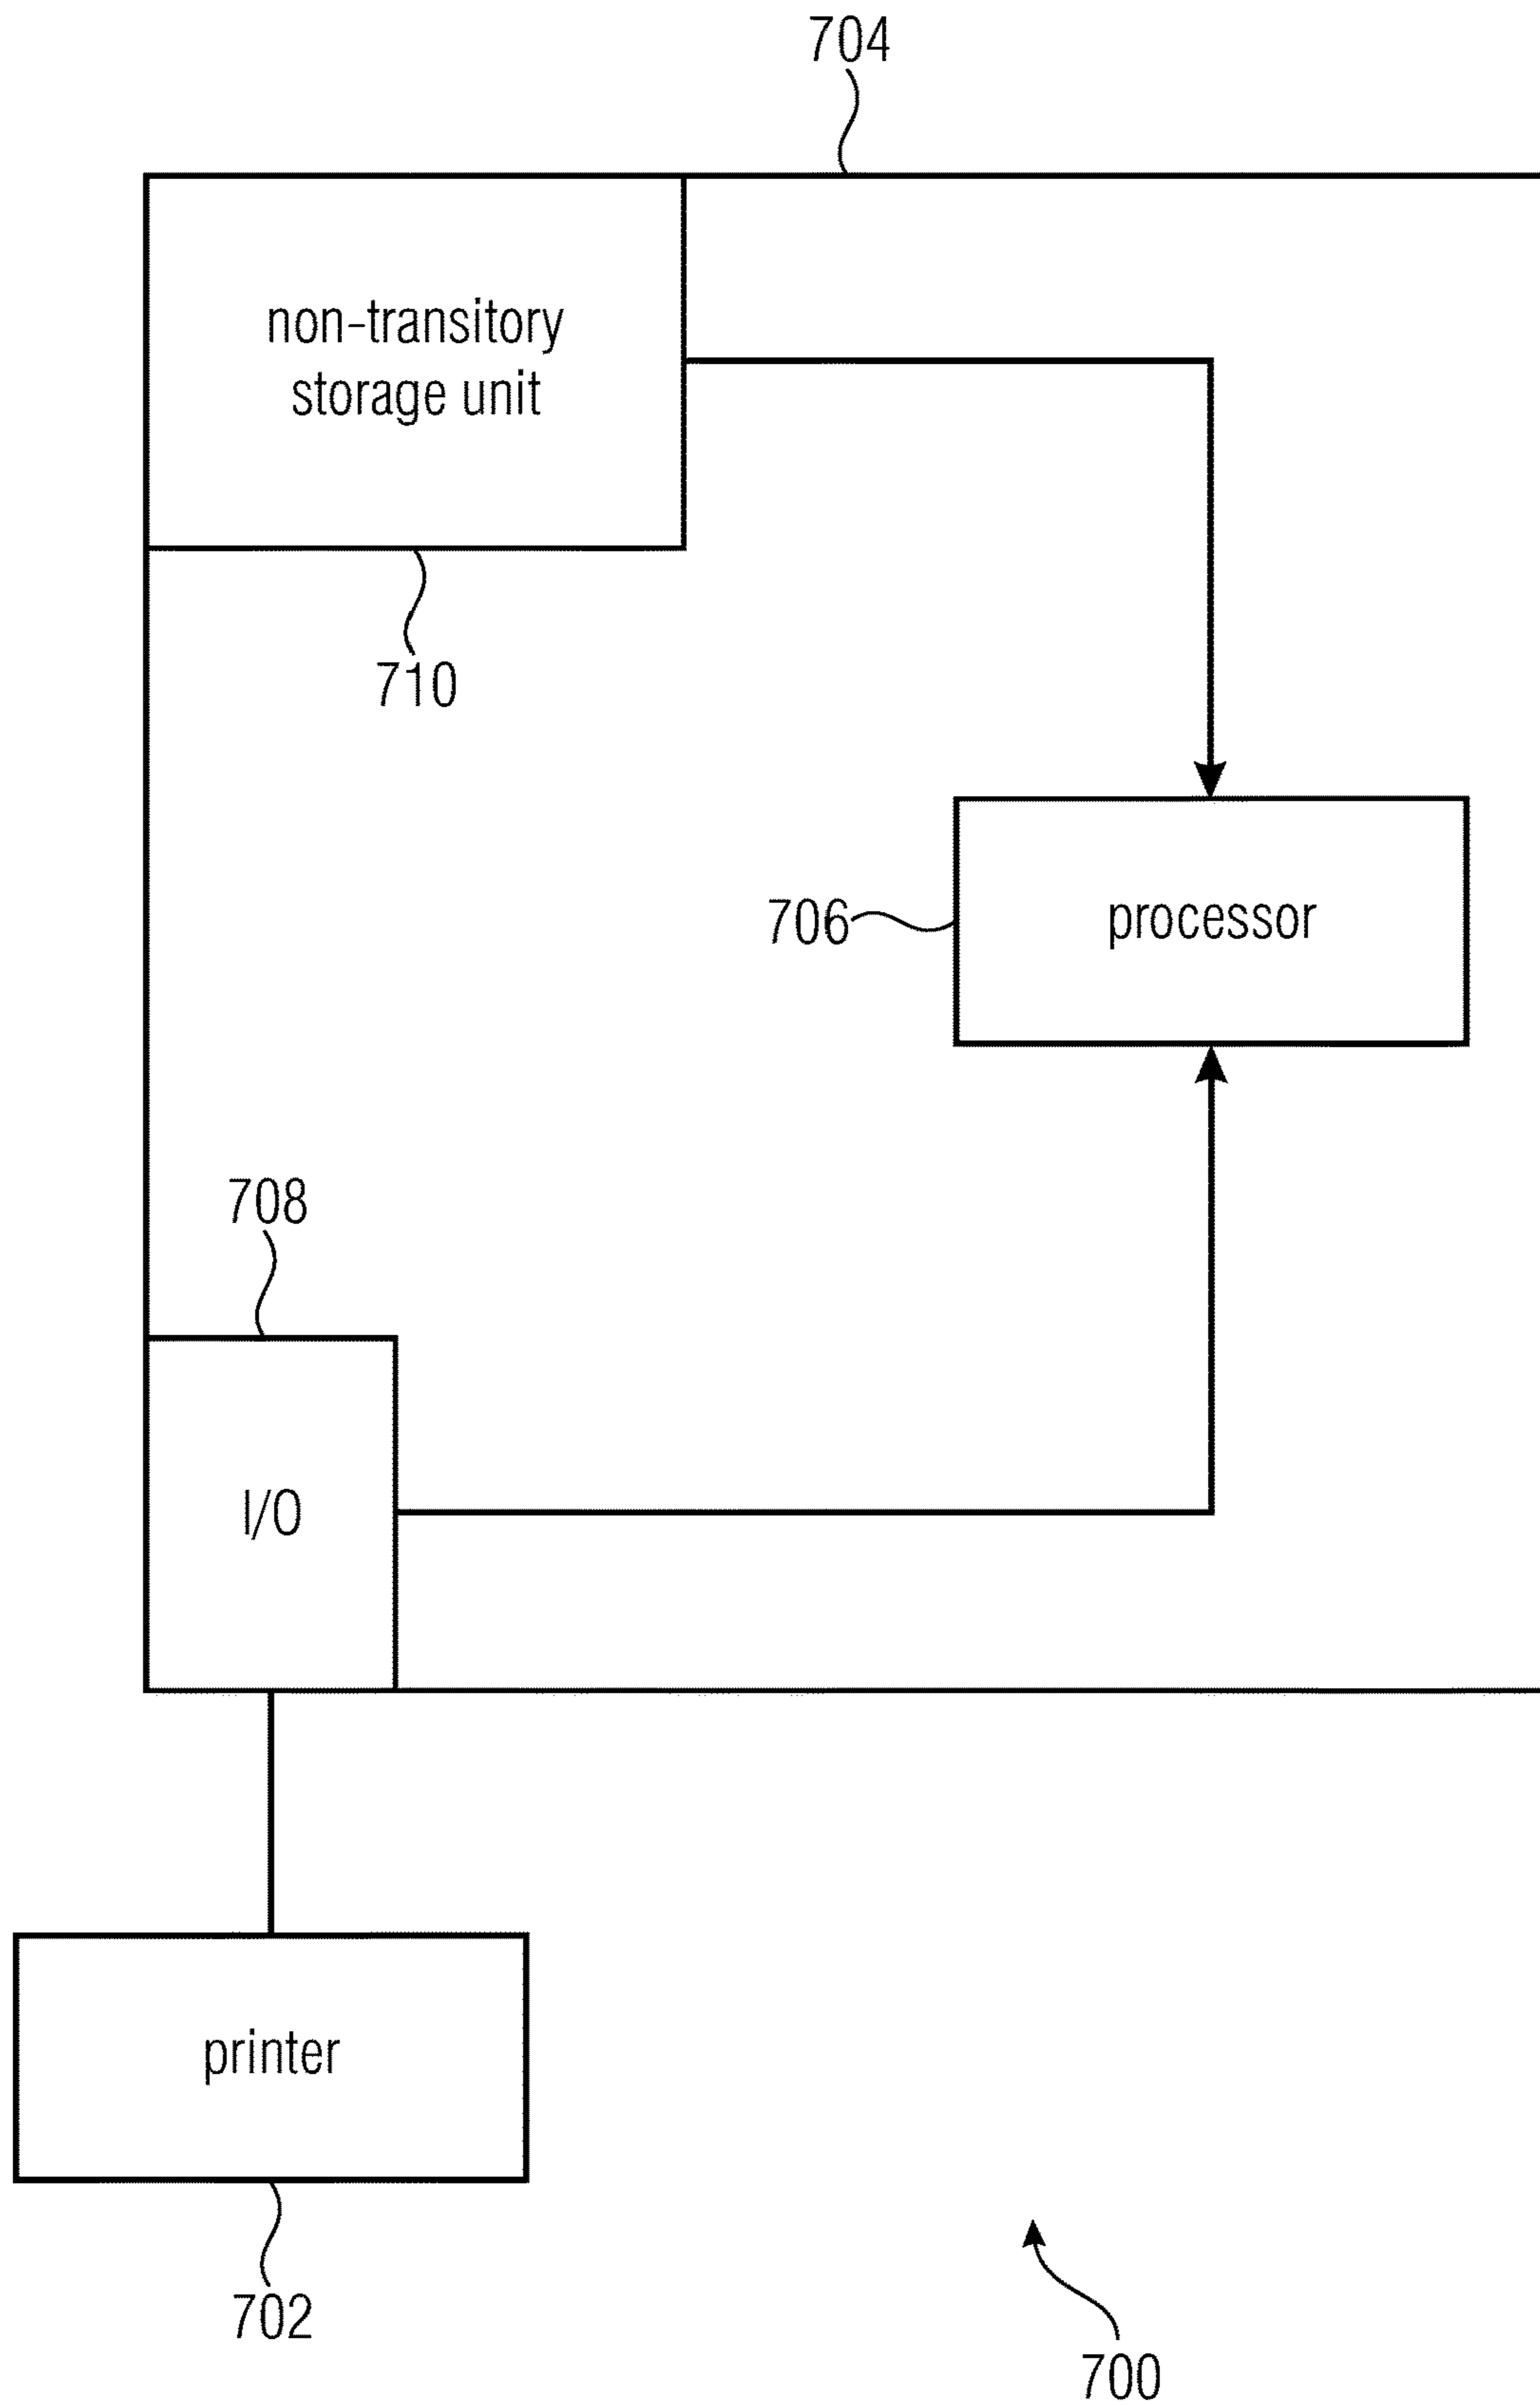 704
non-transitory
storage unit
710
706
processor
708
I/O
printer
702
700